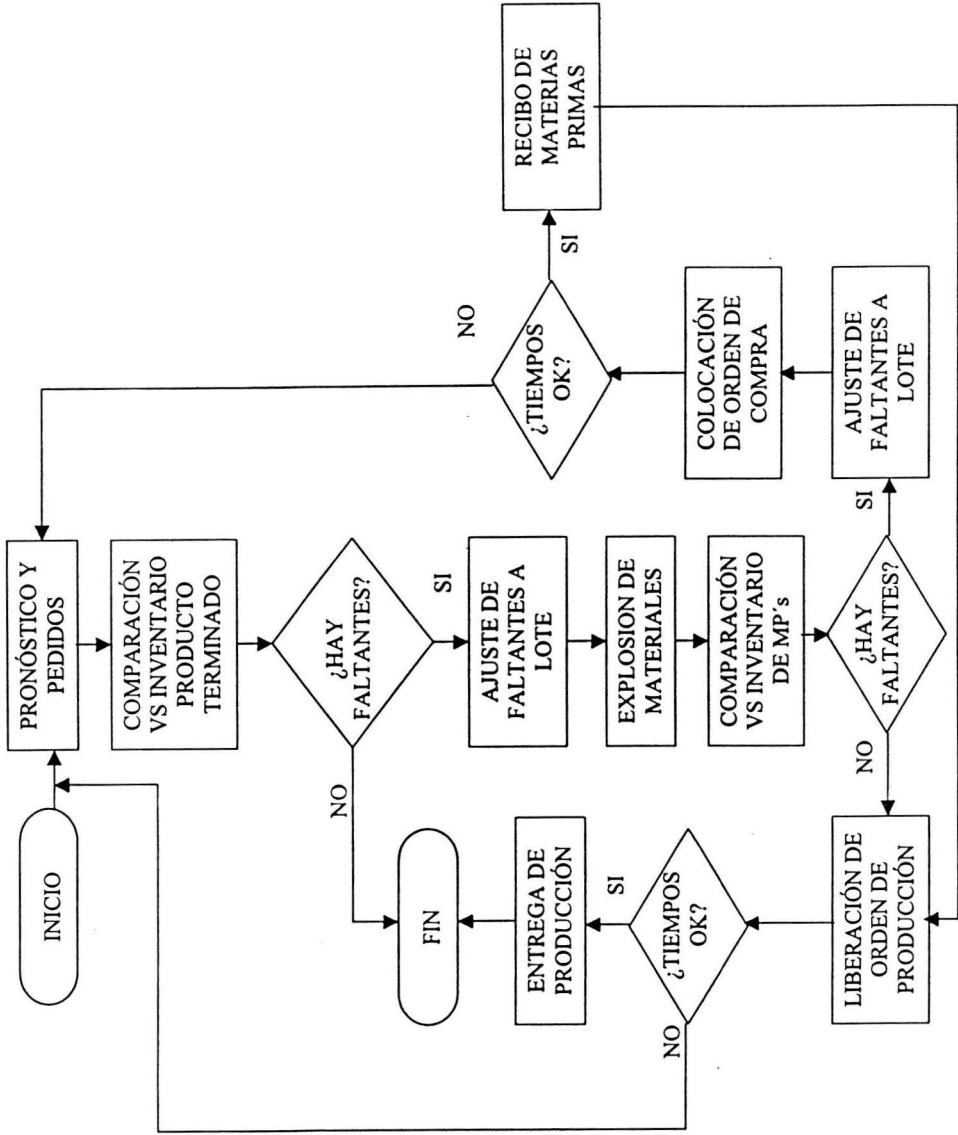 INICIO
PRONÓSTICO Y
PEDIDOS
COMPARACIÓN
VS INVENTARIO
PRODUCTO
TERMINADO
¿HAY
FALTANTES?
NO
SI
FIN
AJUSTE DE
FALTANTES A
LOTE
EXPLOSION DE
MATERIALES
COMPARACIÓN
VS INVENTARIO
DE MP´s
¿HAY
FALTANTES?
NO
SI
AJUSTE DE
FALTANTES A
LOTE
COLOCACIÓN
DE ORDEN DE
COMPRA
¿TIEMPOS
OK?
NO
SI
RECIBO DE
MATERIAS
PRIMAS
LIBERACIÓN DE
ORDEN DE
PRODUCCIÓN
¿TIEMPOS
OK?
NO
SI
ENTREGA DE
PRODUCCIÓN